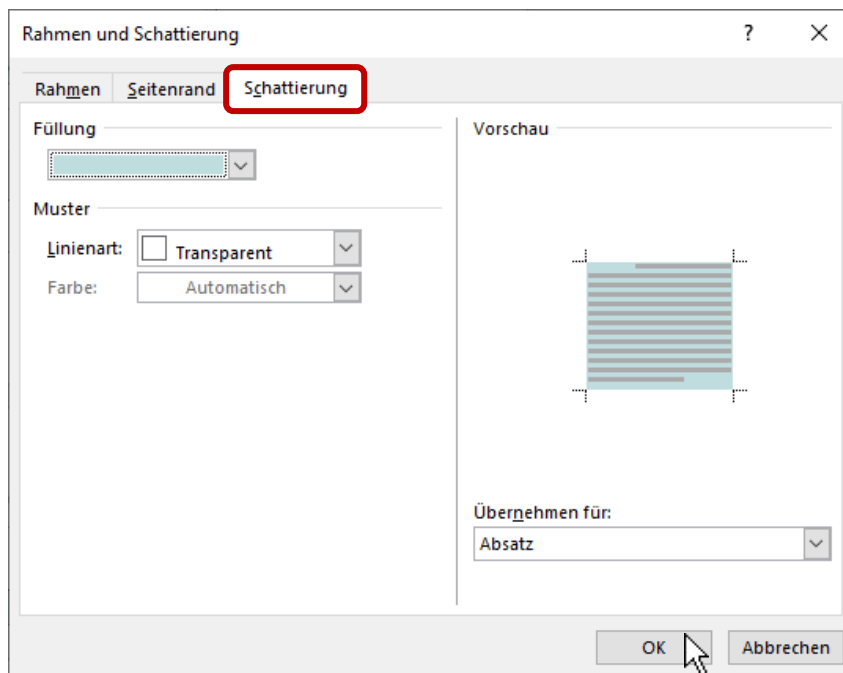 Rahmen und Schattierung ?
Rahmen Seitenrand Schattierung
Füllung
Muster
Linienart: Transparent
Farbe: Automatisch
Vorschau
Übernehmen für:
Absatz
OK Abbrechen